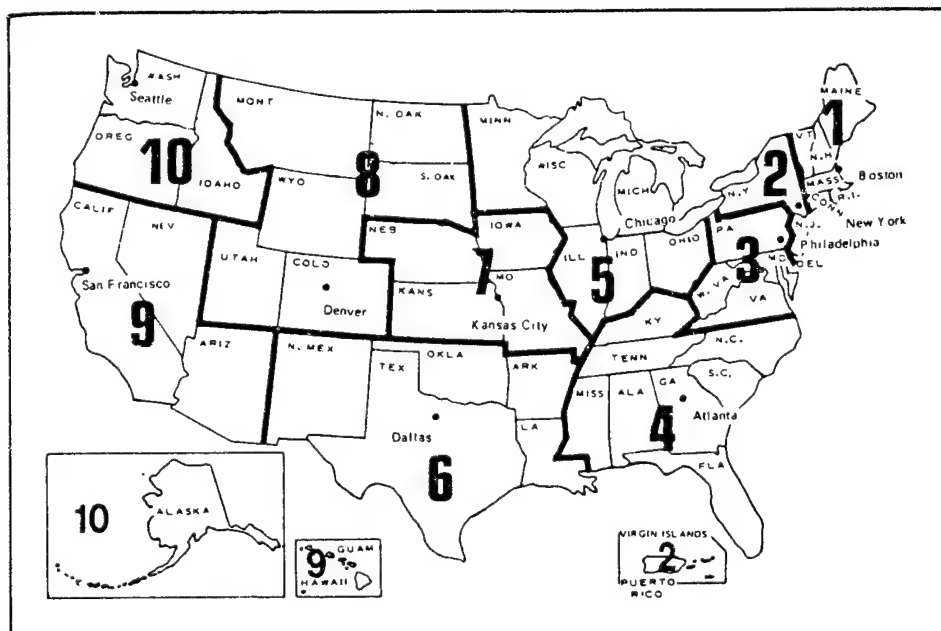 WASH
Seattle
MONT
N. DAK
MINN
MAINE
1
OREG
10
IDAHO
WYO
8
S. DAK
WISC
MICH
VT
N.H
2
N.Y
MASS
Boston
CONN
R.I.
New York
CALIF
NEV
NEB
IOWA
Chicago
PA
N.J.
Philadelphia
UTAH
COLO
7
ILL
IND
OHIO
3
MD
DEL
San Francisco
Denver
KANS
MO
5
W. VA
VA
9
Kansas City
KY
ARIZ
N. MEX
OKLA
TENN
N.C.
TEX
ARK
MISS
ALA
GA
S.C.
Dallas
LA
4
Atlanta
6
FLA
10
ALASKA
9
GUAM
HAWAII
VIRGIN ISLANDS
2
PUERTO
RICO